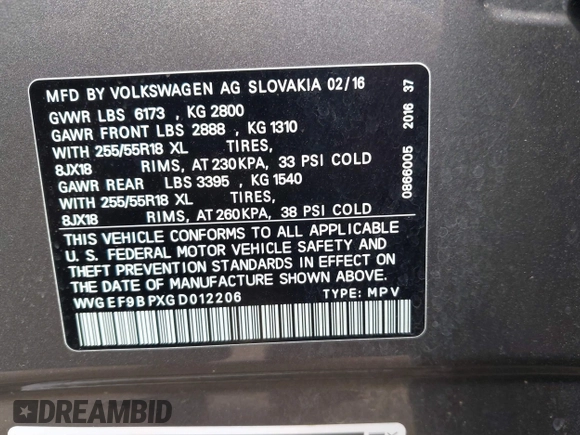 MFD BY VOLKSWAGEN AG SLOVAKIA 02/16
GVWR LBS 6173 , KG 2800
GAWR FRONT LBS 2888 , KG 1310
WITH 255/55R18 XL TIRES,
8JX18 RIMS, AT 230 KPA, 33 PSI COLD
GAWR REAR LBS 3395 , KG 1540
WITH 255/55R18 XL TIRES,
8JX18 RIMS, AT 260 KPA, 38 PSI COLD
THIS VEHICLE CONFORMS TO ALL APPLICABLE
U. S. FEDERAL MOTOR VEHICLE SAFETY AND
THEFT PREVENTION STANDARDS IN EFFECT ON
THE DATE OF MANUFACTURE SHOWN ABOVE.
WVGEF9BPXGD012206 TYPE: MPV
0866005 2016 37
DREAMBID